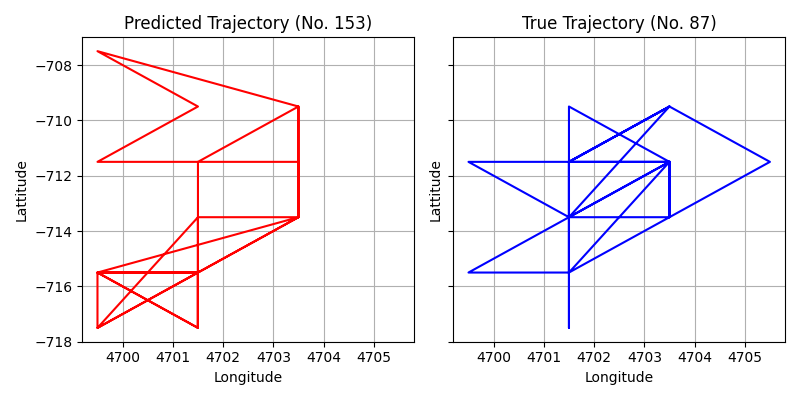 Predicted Trajectory (No. 153)
True Trajectory (No. 87)
Lattitude
−708
−710
−712
−714
−716
−718
4700 4701 4702 4703 4704 4705
Longitude
Lattitude
4700 4701 4702 4703 4704 4705
Longitude